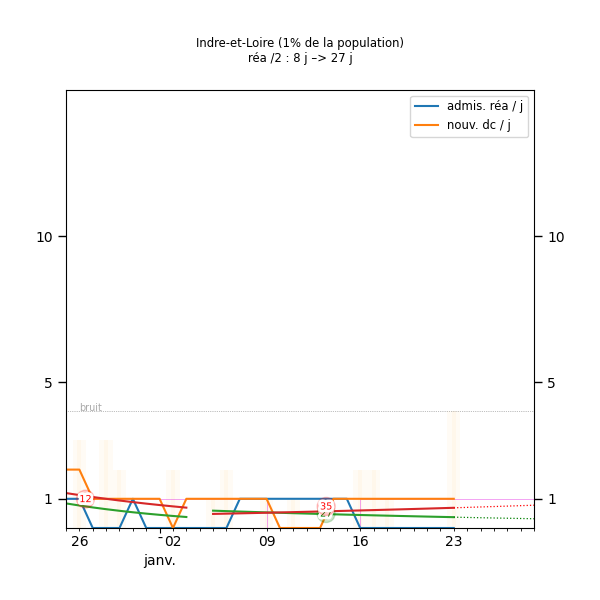 Indre-et-Loire (1% de la population)
réa /2 : 8 j –> 27 j
admis. réa / j
nouv. dc / j
10 10
5 5
bruit
1 1
12
35
27
26 02 09 16 23
janv.